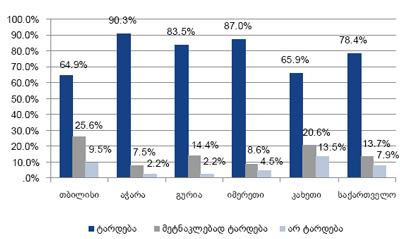 100.0%
90.0%
80.0%
70.0%
60.0%
50.0%
40.0%
30.0%
20.0%
10.0%
.0%
64.9% 90.3% 83.5% 87.0% 65.9% 78.4%
25.6% 7.5% 14.4% 8.6% 20.6% 13.7%
9.5% 2.2% 2.2% 4.5% 13.5% 7.9%
თბილისი აჭარა გურია იმერეთი კახეთი საქართველო
ტარდება მეტნაკლებად ტარდება არ ტარდება